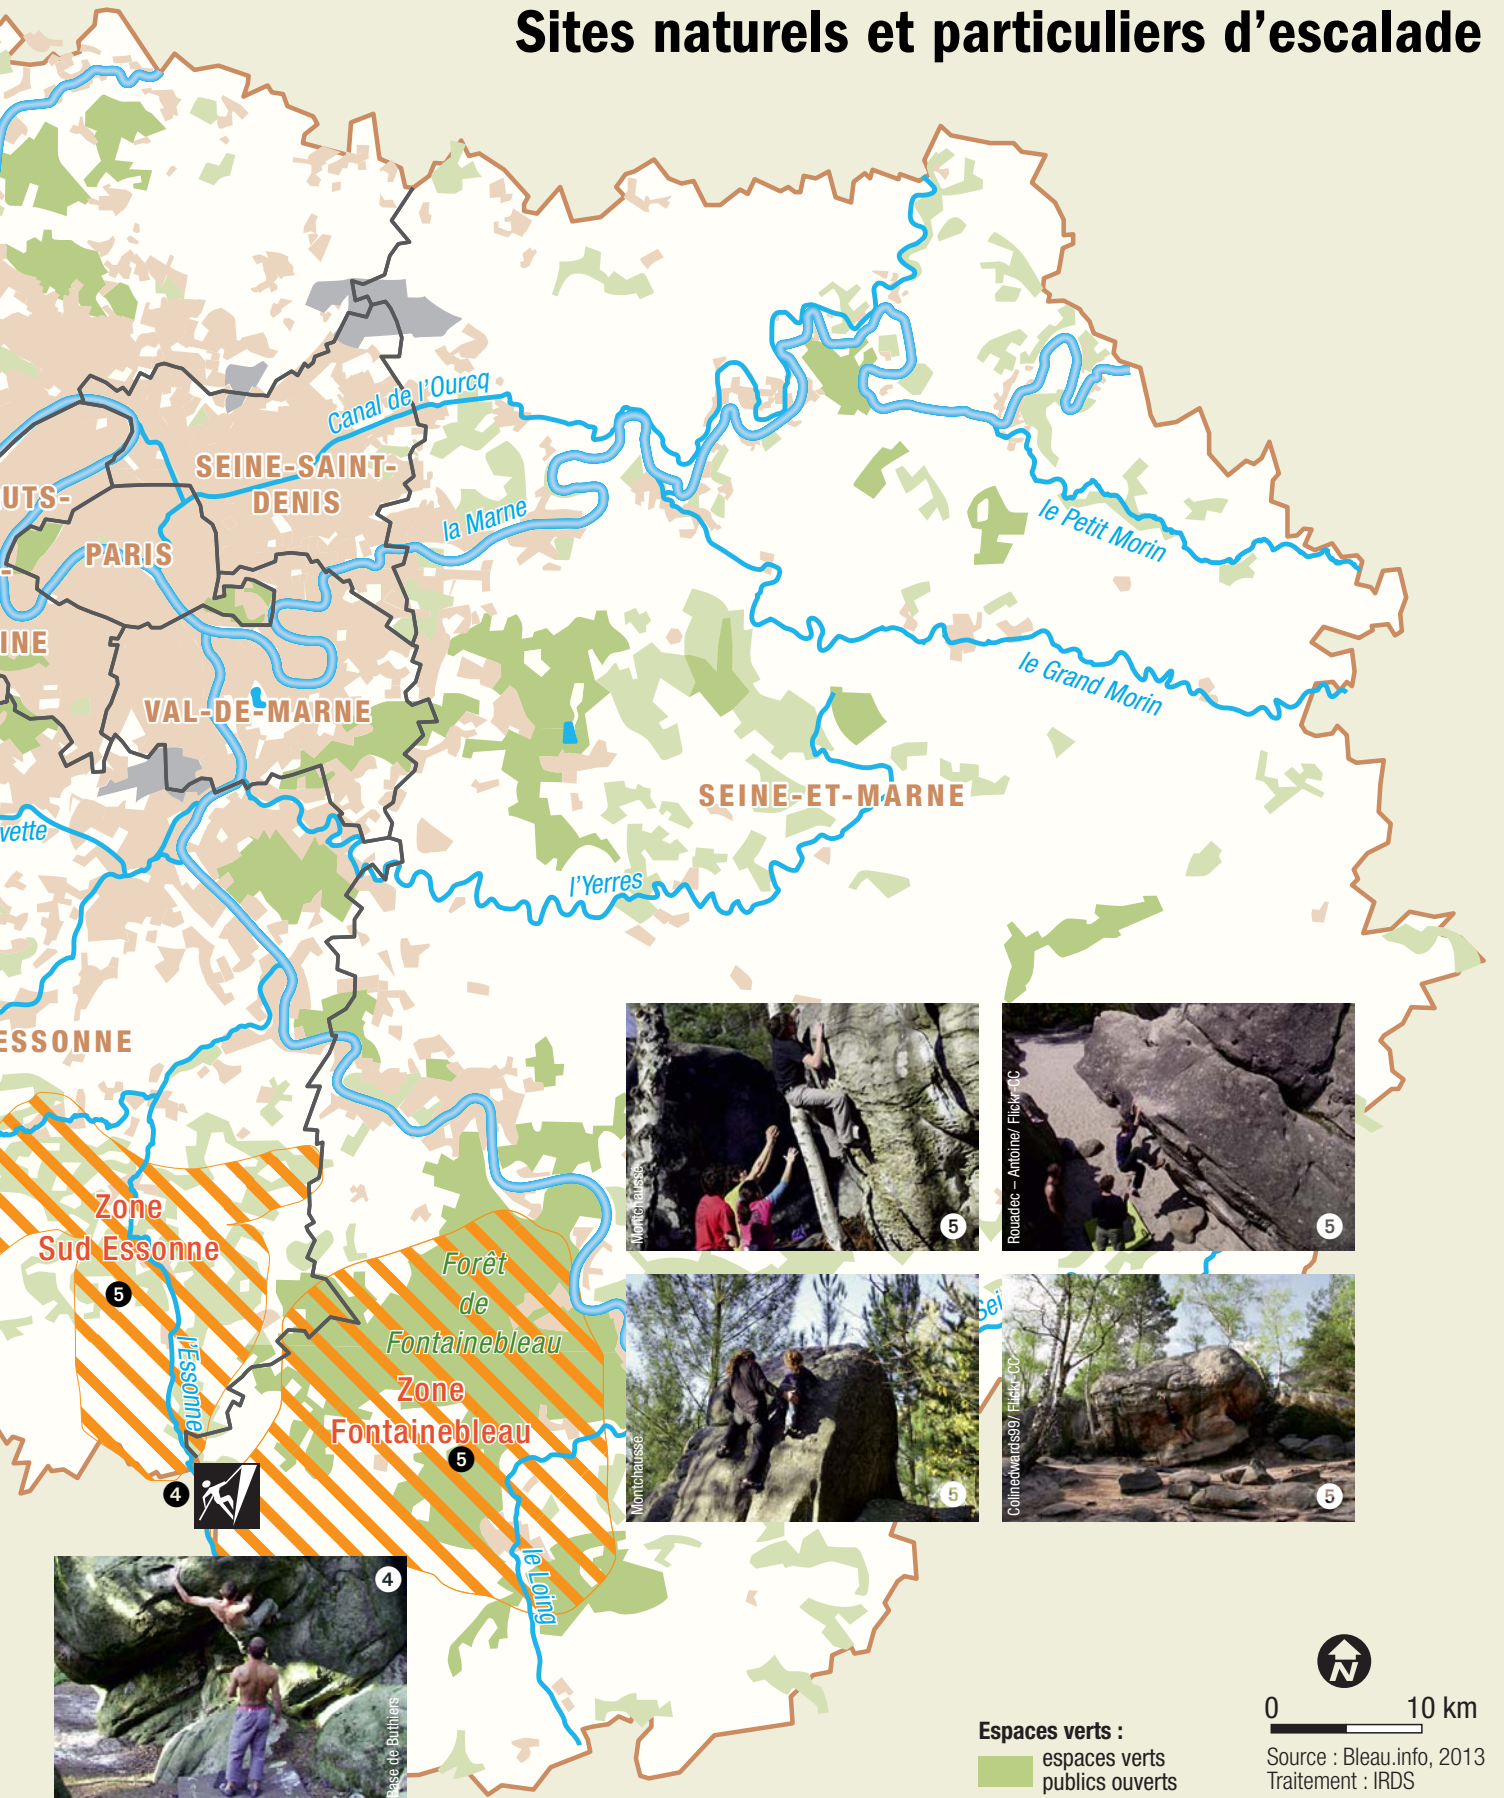 Sites naturels et particuliers d'escalade
Canal de l'Ourcq
SEINE-SAINT-
DENIS
UTS-
la Marne
le Petit Morin
PARIS
-
INE
le Grand Morin
VAL-DE-MARNE
SEINE-ET-MARNE
vette
l'Yerres
ESSONNE
Zone
Sud Essonne
5
l'Essonne
Forêt
de
Fontainebleau
Zone
Fontainebleau
5
4
le Loing
Sei
Montchausse
5
Rouadec – Antoine/ Flickr-CC
5
Montchausse
5
Colinedwards99/ Flickr-CC
5
4
Base de Buthiers
N
0 10 km
Espaces verts :
espaces verts
publics ouverts
Source : Bleau.info, 2013
Traitement : IRDS